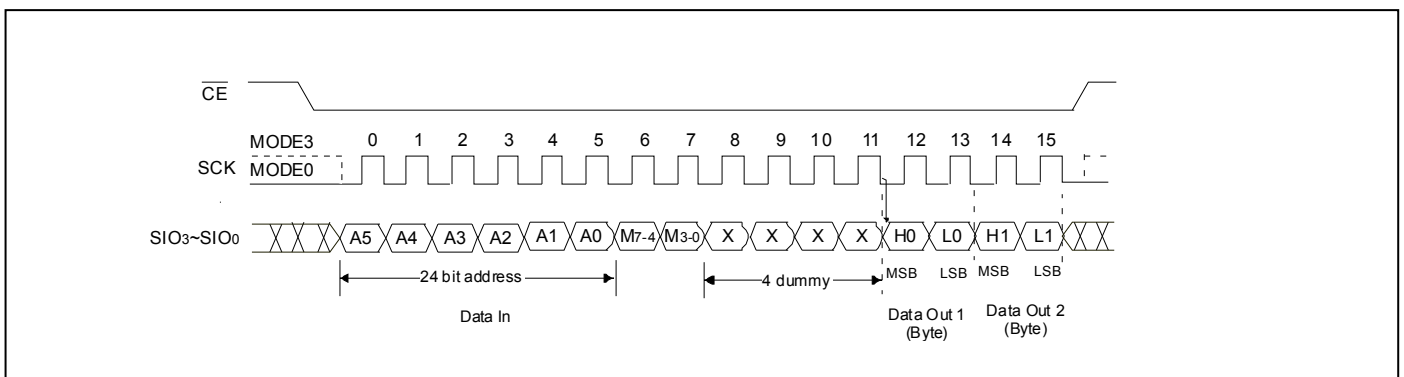 CE
MODE3 0 1 2 3 4 5 6 7 8 9 10 11 12 13 14 15
SCK MODE0
SIO3~SIO0 A5 A4 A3 A2 A1 A0 M7-4 M3-0 X X X X H0 L0 H1 L1
24 bit address 4 dummy MSB LSB MSB LSB
Data In Data Out 1 Data Out 2
(Byte) (Byte)